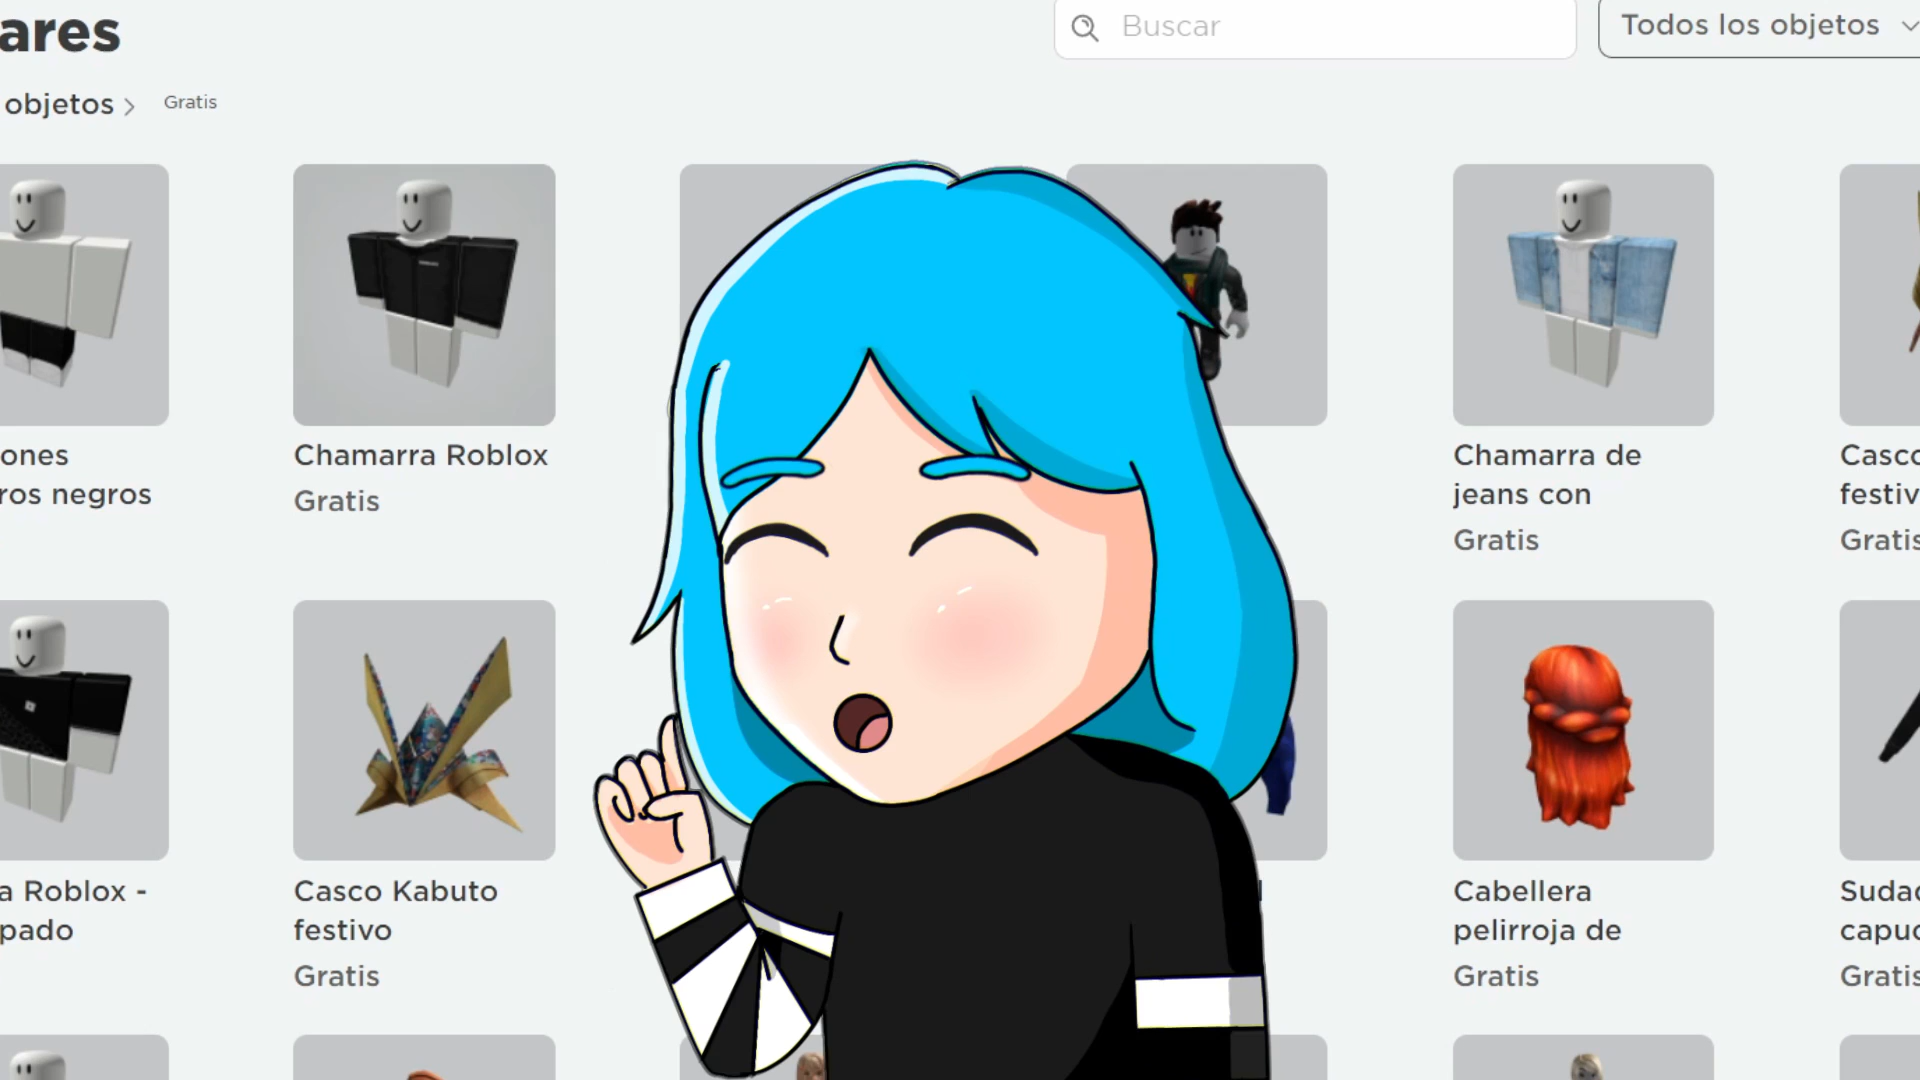 ares
Buscar
Todos los objetos
objetos > Gratis
ones
ros negros
Chamarra Roblox
Gratis
Chamarra de
jeans con
Gratis
Casco
festiv
Gratis
a Roblox -
pado
Casco Kabuto
festivo
Gratis
Cabellera
pelirroja de
Gratis
Sudad
capuc
Gratis